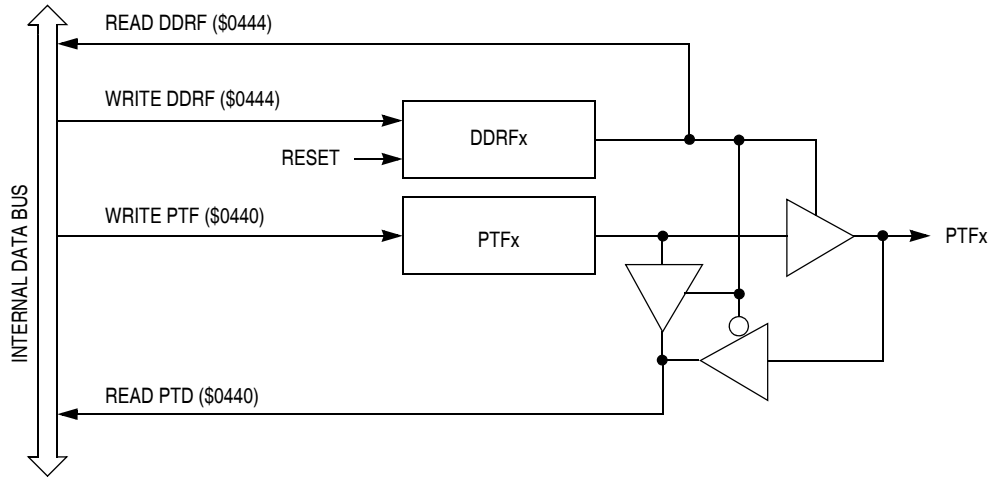 READ DDRF ($0444)
WRITE DDRF ($0444)
DDRFx
RESET
WRITE PTF ($0440)
PTFx
PTFx
INTERNAL DATA BUS
READ PTD ($0440)